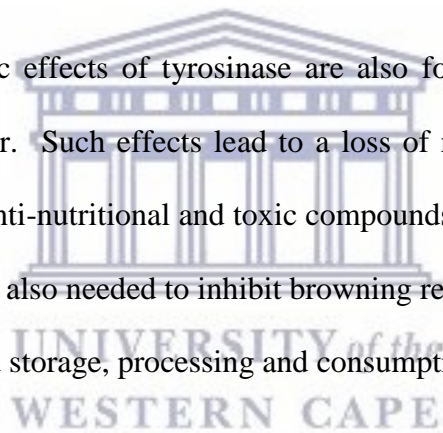 c effects of tyrosinase are also fo
r. Such effects lead to a loss of
nti-nutritional and toxic compounds
also needed to inhibit browning re
storage, processing and consumpti
UNIVERSITY of the
WESTERN CAPE